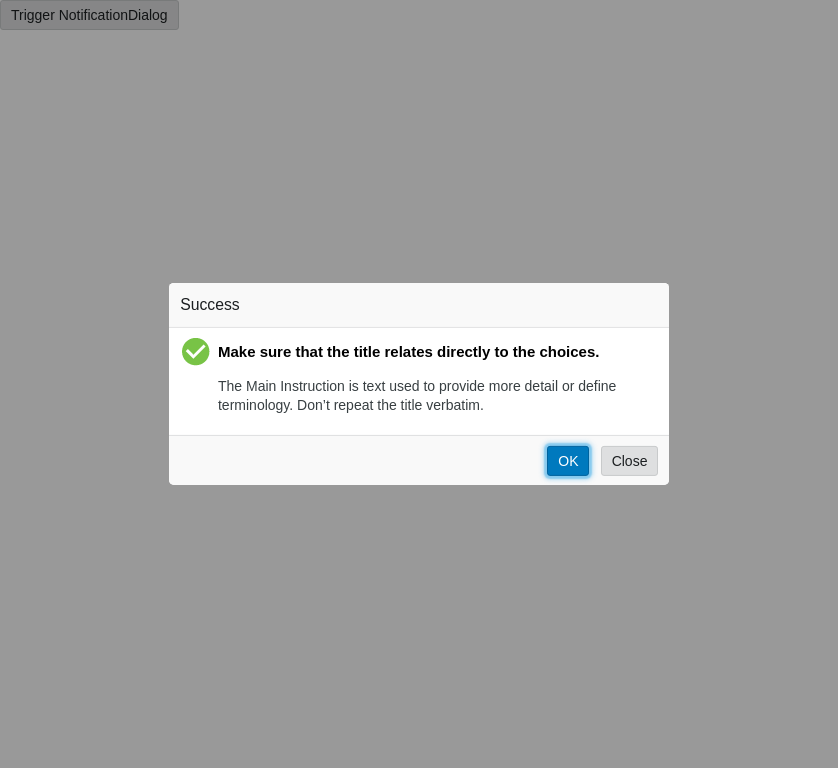 Trigger NotificationDialog
Success
Make sure that the title relates directly to the choices.
The Main Instruction is text used to provide more detail or define
terminology. Don’t repeat the title verbatim.
OK Close